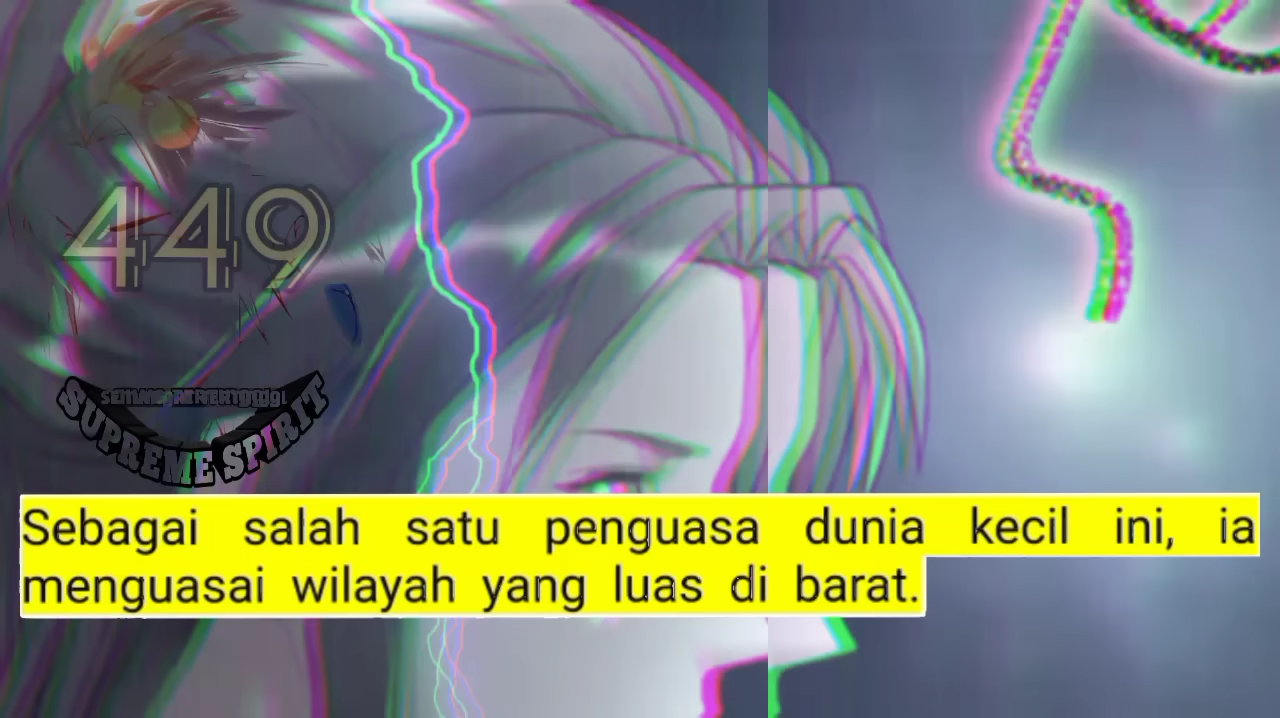 449
SUPREME SPIRIT
Sebagai salah satu penguasa dunia kecil ini, ia
menguasai wilayah yang luas di barat.